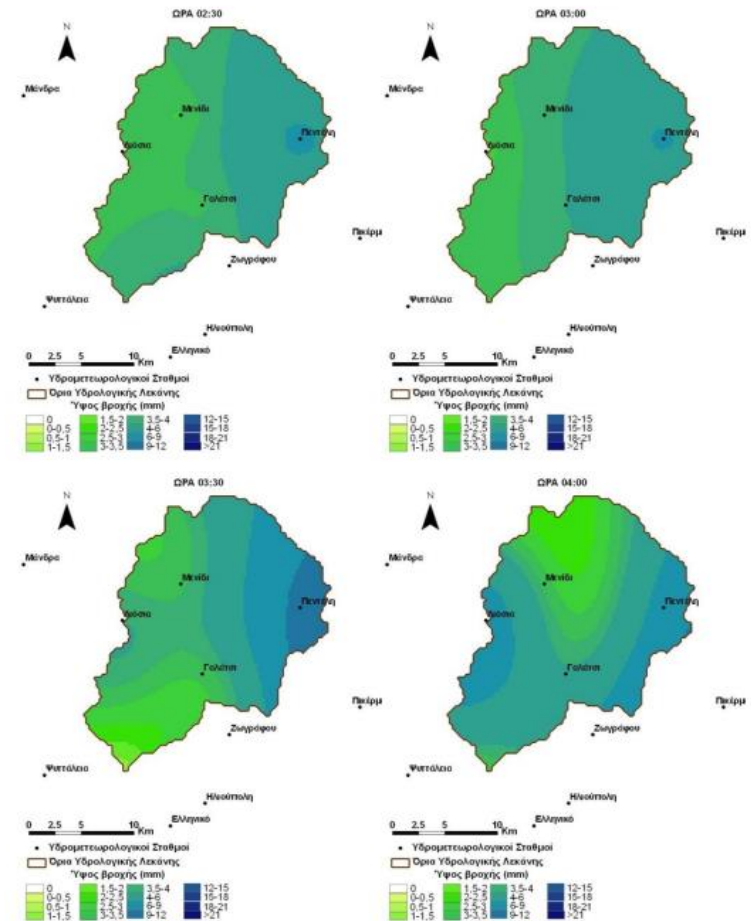 ΩΡΑ 02:30
N
Μάνδρα
Μενίδι
Πεντέλη
Γαλάτσι
Πικέρμι
Ζωγράφου
Ψυττάλεια
Ηλιούπολη
Ελληνικό
0 2.5 5 10
Km
Υδρομετεωρολογικοί Σταθμοί
Όρια Υδρολογικής Λεκάνης
Ύψος βροχής (mm)
0 1.5-2 3.5-4 12-15
0-0.5 2-2.5 4-6 15-18
0.5-1 2.5-3 6-9 18-21
1-1.5 3-3.5 9-12 >21
ΩΡΑ 03:00
N
Μάνδρα
Μενίδι
Πεντέλη
Γαλάτσι
Πικέρμ
Ζωγράφου
Ψυττάλεια
Ηλιούπολη
Ελληνικό
0 2.5 5 10
Km
Υδρομετεωρολογικοί Σταθμοί
Όρια Υδρολογικής Λεκάνης
Ύψος βροχής (mm)
0 1.5-2 3.5-4 12-15
0-0.5 2-2.5 4-6 15-18
0.5-1 2.5-3 6-9 18-21
1-1.5 3-3.5 9-12 >21
ΩΡΑ 03:30
N
Μάνδρα
Μενίδι
Πεντέλη
Γαλάτσι
Πικέρμι
Ζωγράφου
Ψυττάλεια
Ηλιούπολη
Ελληνικό
0 2.5 5 10
Km
Υδρομετεωρολογικοί Σταθμοί
Όρια Υδρολογικής Λεκάνης
Ύψος βροχής (mm)
0 1.5-2 3.5-4 12-15
0-0.5 2-2.5 4-6 15-18
0.5-1 2.5-3 6-9 18-21
1-1.5 3-3.5 9-12 >21
ΩΡΑ 04:00
N
Μάνδρα
Μενίδι
Πεντέλη
Γαλάτσι
Πικέρμ
Ζωγράφου
Ψυττάλεια
Ηλιούπολη
Ελληνικό
0 2.5 5 10
Km
Υδρομετεωρολογικοί Σταθμοί
Όρια Υδρολογικής Λεκάνης
Ύψος βροχής (mm)
0 1.5-2 3.5-4 12-15
0-0.5 2-2.5 4-6 15-18
0.5-1 2.5-3 6-9 18-21
1-1.5 3-3.5 9-12 >21